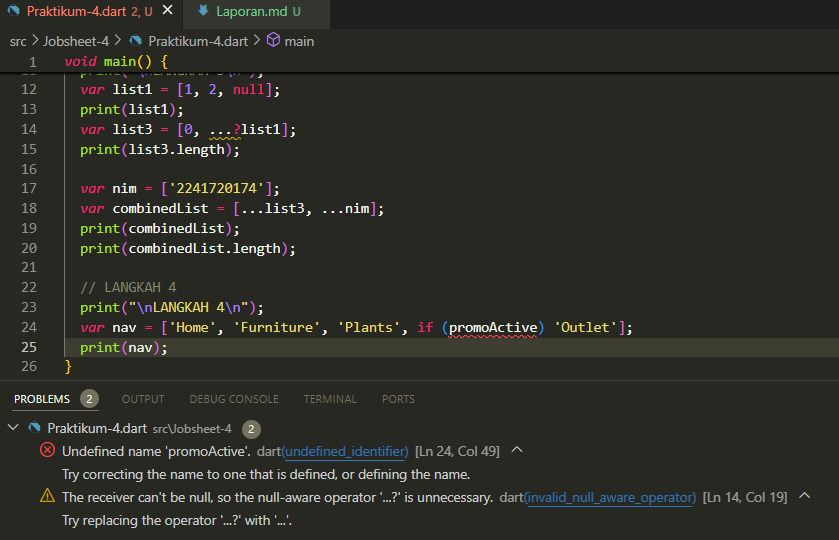 Praktikum-4.dart 2, U
Laporan.md U
src > Jobsheet-4 > Praktikum-4.dart > main
1 void main() {
12 var list1 = [1, 2, null];
13 print(list1);
14 var list3 = [0, ...?list1];
15 print(list3.length);
16
17 var nim = ['2241720174'];
18 var combinedList = [...list3, ...nim];
19 print(combinedList);
20 print(combinedList.length);
21
22 // LANGKAH 4
23 print("\nLANGKAH 4\n");
24 var nav = ['Home', 'Furniture', 'Plants', if (promoActive) 'Outlet'];
25 print(nav);
26 }
PROBLEMS 2 OUTPUT DEBUG CONSOLE TERMINAL PORTS
Praktikum-4.dart src\Jobsheet-4 2
Undefined name 'promoActive'. dart(undefined_identifier) [Ln 24, Col 49]
Try correcting the name to one that is defined, or defining the name.
The receiver can't be null, so the null-aware operator '...?' is unnecessary. dart(invalid_null_aware_operator) [Ln 14, Col 19]
Try replacing the operator '...?' with '...'.